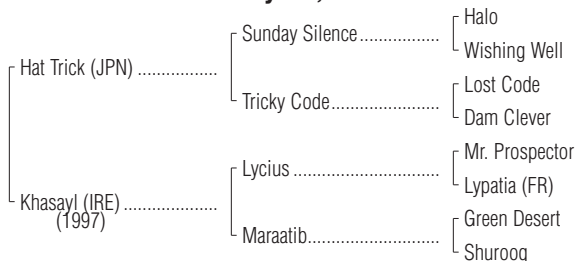 Halo
Sunday Silence..................
Wishing Well
Hat Trick (JPN) ..................
Lost Code
Tricky Code........................
Dam Clever
Mr. Prospector
Lycius ................................
Lypatia (FR)
Khasayl (IRE) .....................
(1997)
Green Desert
Maraatib.............................
Shuroog